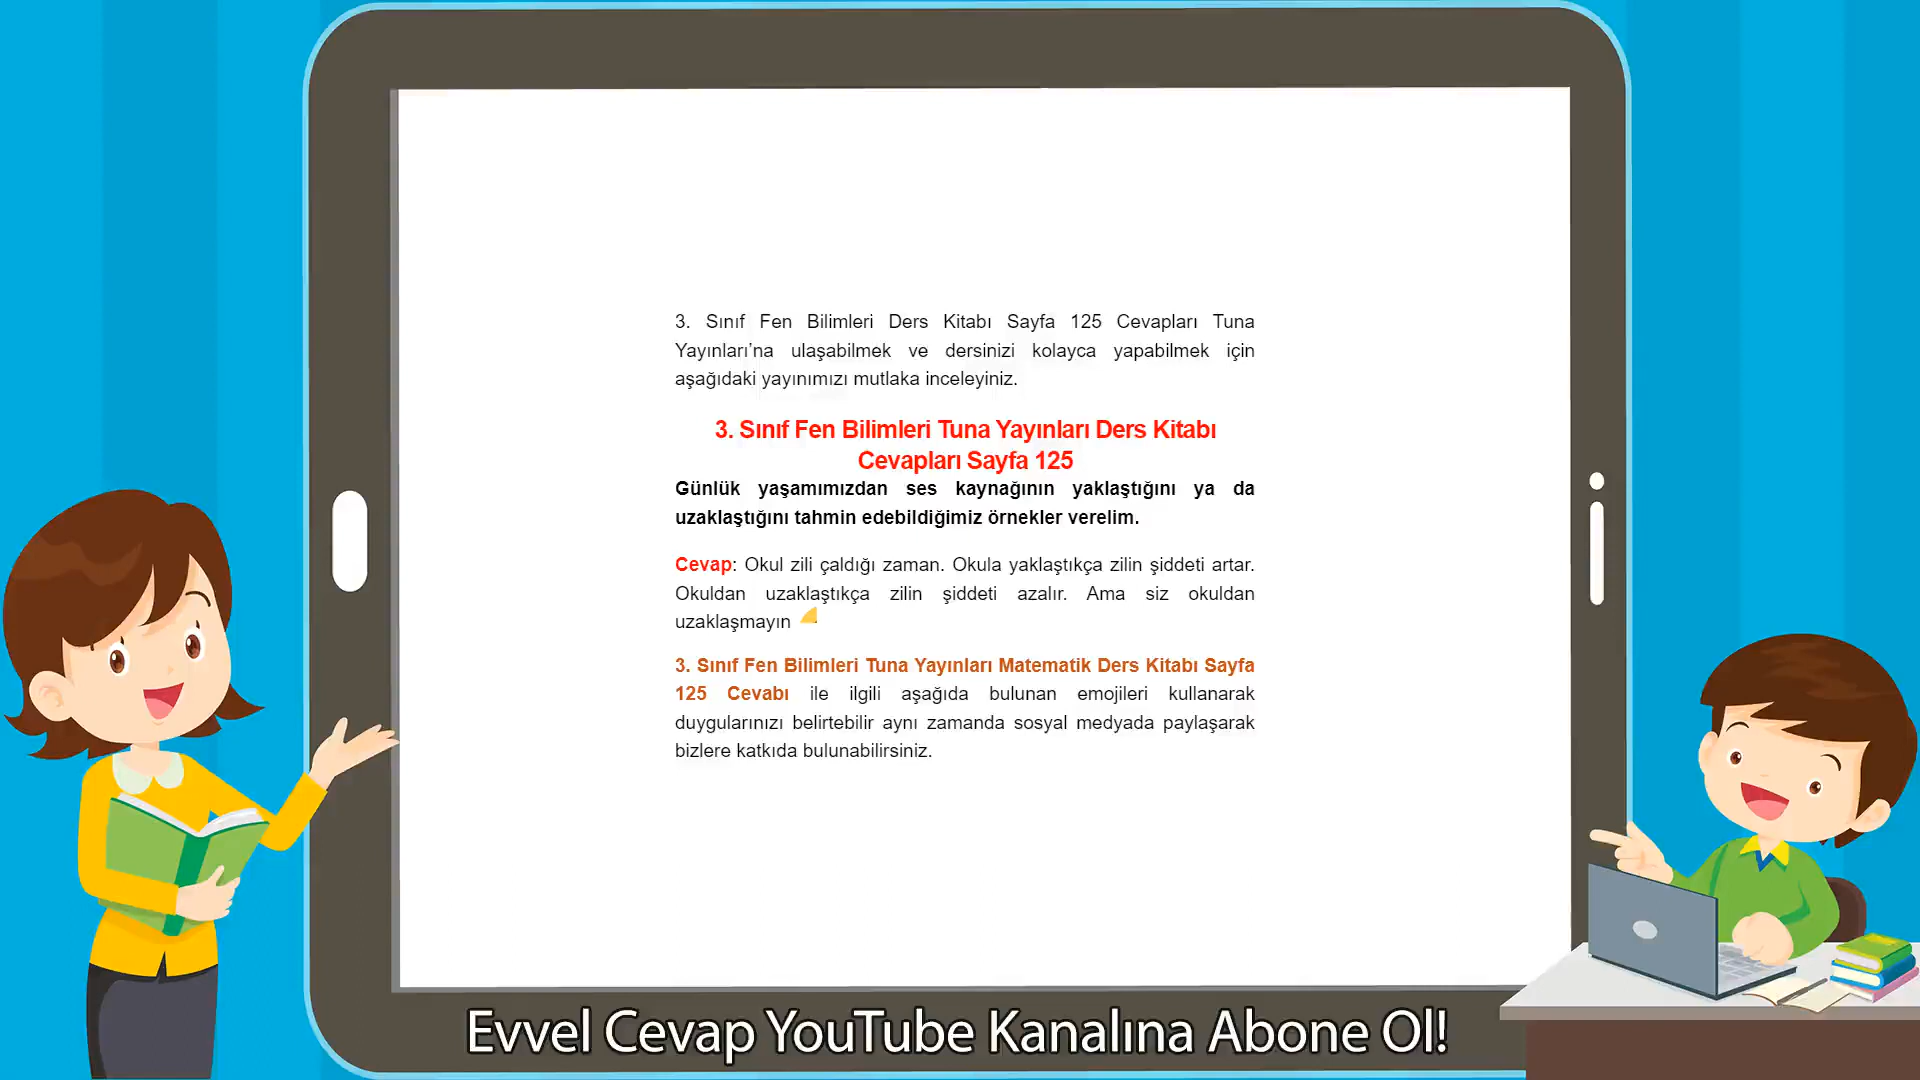 3. Sınıf Fen Bilimleri Ders Kitabı Sayfa 125 Cevapları Tuna
Yayınları’na ulaşabilmek ve dersinizi kolayca yapabilmek için
aşağıdaki yayınımızı mutlaka inceleyiniz.
3. Sınıf Fen Bilimleri Tuna Yayınları Ders Kitabı
Cevapları Sayfa 125
Günlük yaşamımızdan ses kaynağının yaklaştığını ya da
uzaklaştığını tahmin edebildiğimiz örnekler verelim.
Cevap: Okul zili çaldığı zaman. Okula yaklaştıkça zilin şiddeti artar.
Okuldan uzaklaştıkça zilin şiddeti azalır. Ama siz okuldan
uzaklaşmayın
3. Sınıf Fen Bilimleri Tuna Yayınları Matematik Ders Kitabı Sayfa
125 Cevabı ile ilgili aşağıda bulunan emojileri kullanarak
duygularınızı belirtebilir aynı zamanda sosyal medyada paylaşarak
bizlere katkıda bulunabilirsiniz.
Evvel Cevap YouTube Kanalına Abone Ol!